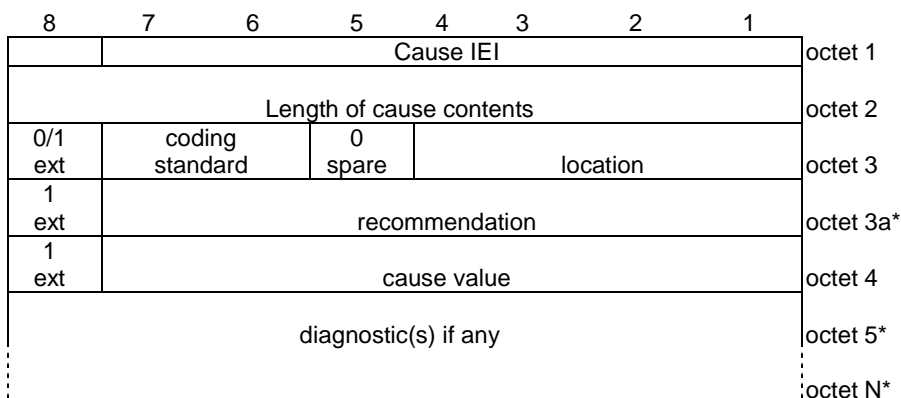 8 7 6 5 4 3 2 1
Cause IEI octet 1
Length of cause contents octet 2
0/1 coding 0
ext standard spare location octet 3
1
ext recommendation octet 3a*
1
ext cause value octet 4
diagnostic(s) if any octet 5*
octet N*